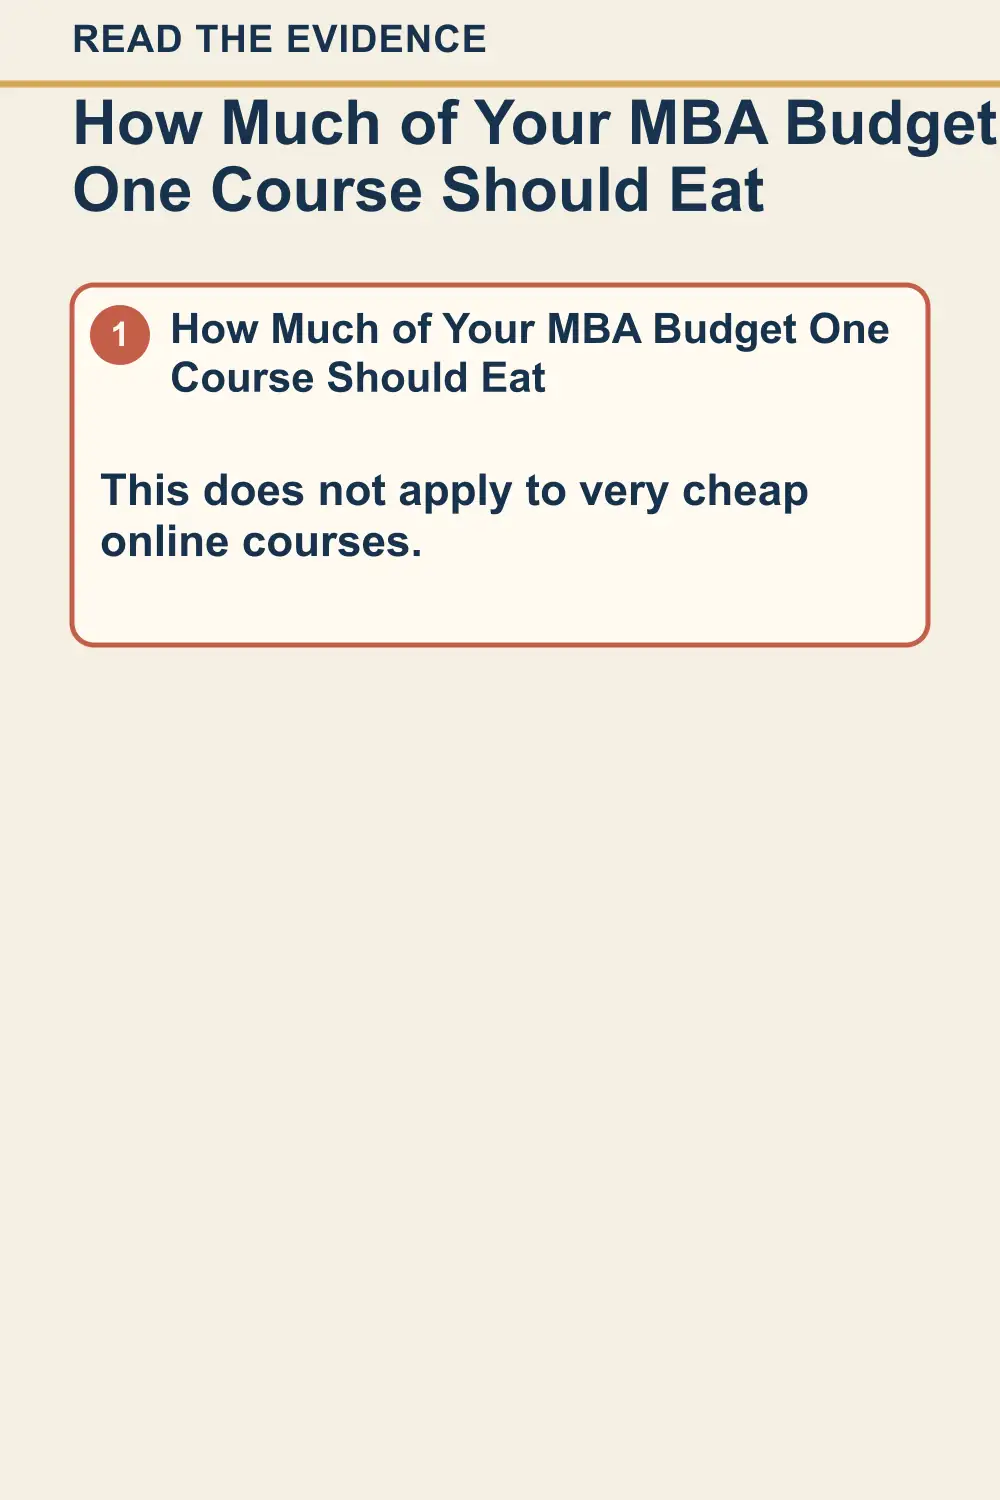 READ THE EVIDENCE
How Much of Your MBA Budget
One Course Should Eat
1
How Much of Your MBA Budget One
Course Should Eat
This does not apply to very cheap
online courses.